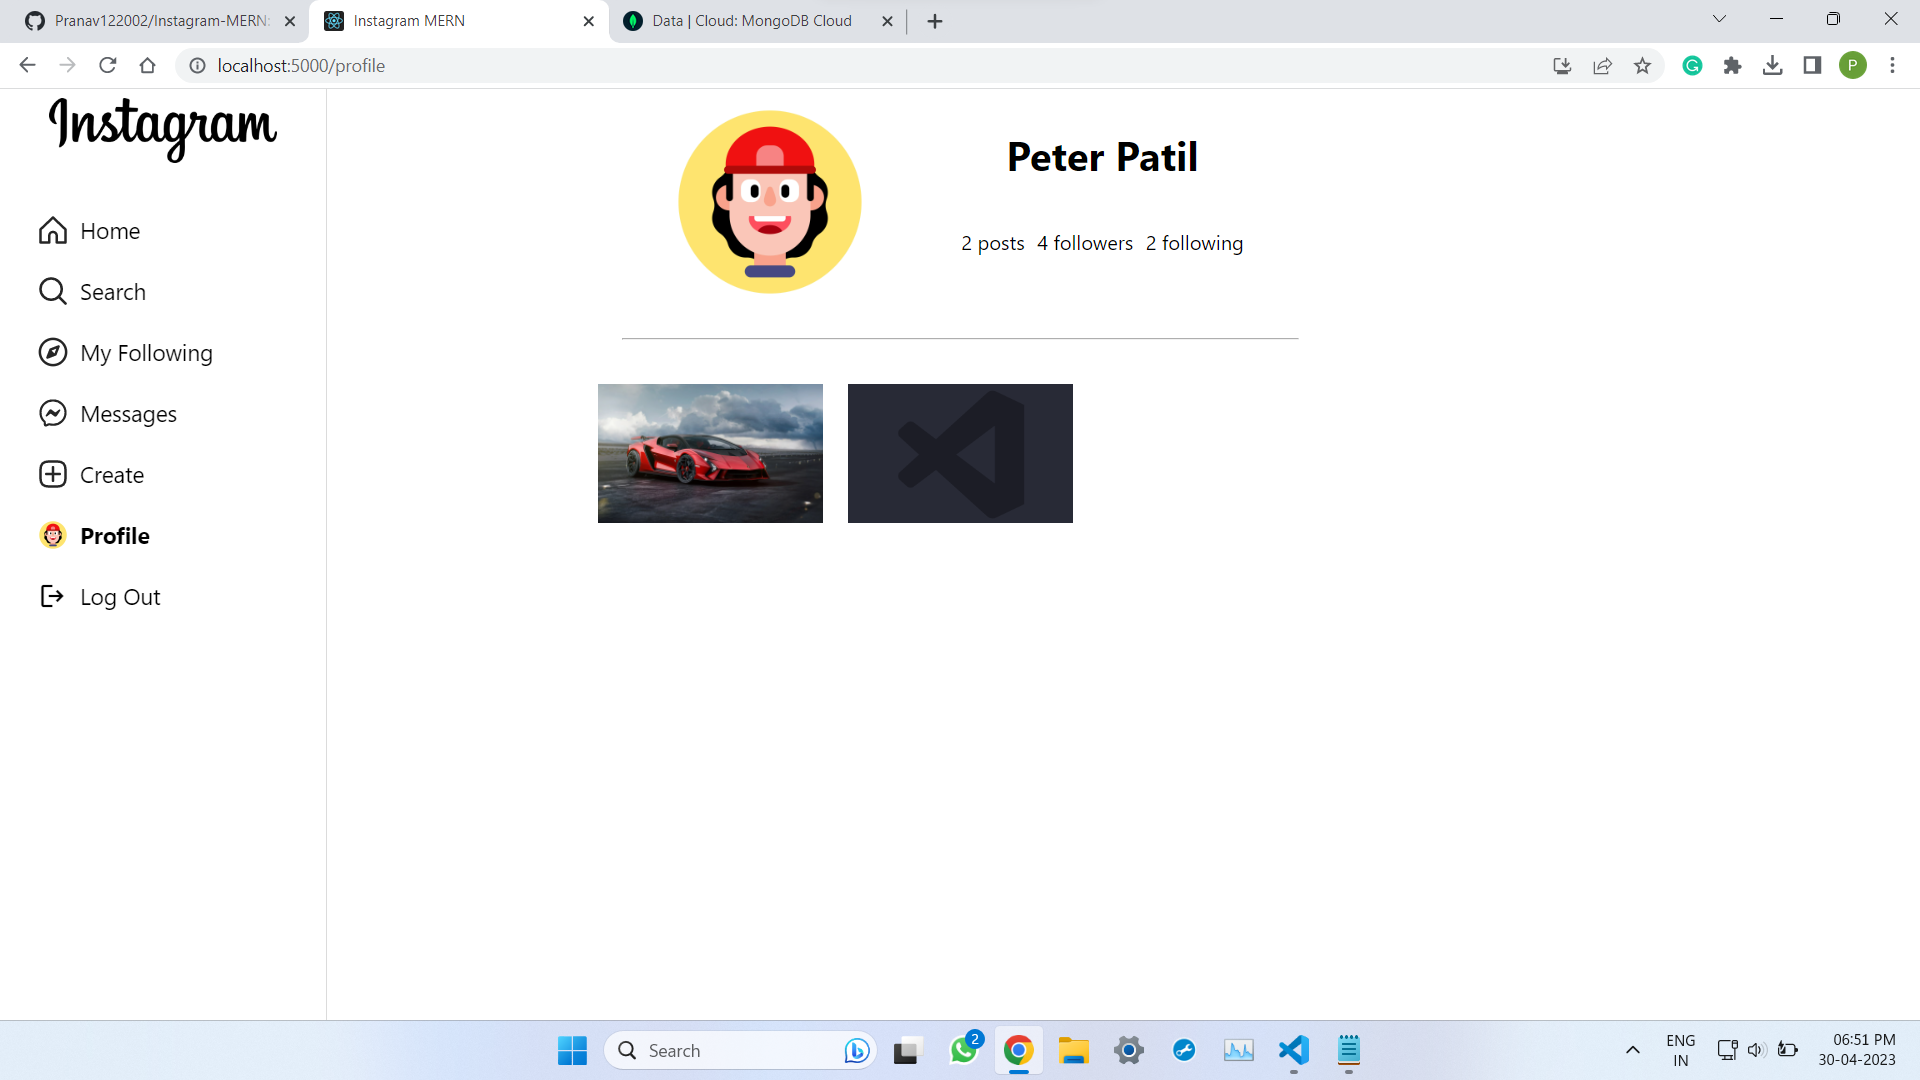 Pranav122002/Instagram-MERN:
Instagram MERN
Data | Cloud: MongoDB Cloud
localhost:5000/profile
P
Instagram
Home
Search
My Following
Messages
Create
Profile
Log Out
Peter Patil
2 posts 4 followers 2 following
Search
2
ENG
IN
06:51 PM
30-04-2023